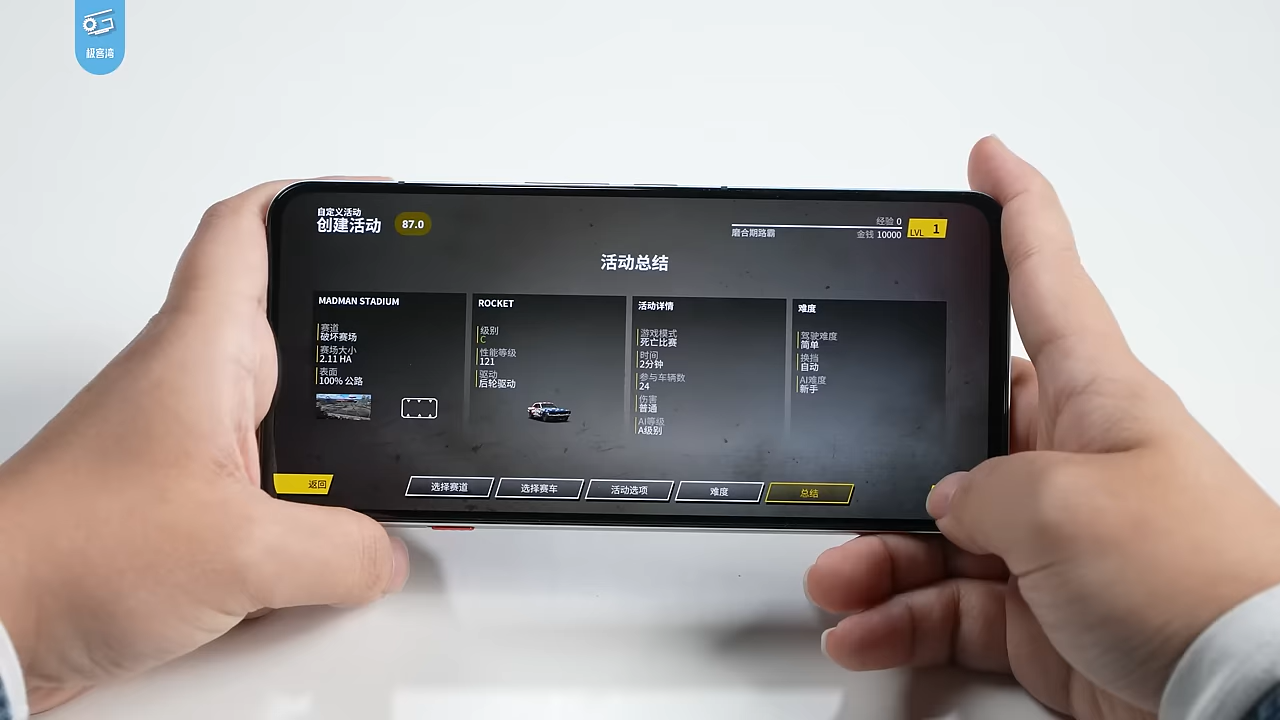 极客湾
自定义活动
创建活动
87.0
经验 0
磨合期路霸
金钱 10000
LVL 1
活动总结
MADMAN STADIUM
赛道
破坏赛场
赛场大小
2.11 HA
表面
100% 公路
ROCKET
级别
C
性能等级
121
驱动
后轮驱动
活动详情
游戏模式
死亡比赛
时间
2分钟
参与车辆数
24
伤害
普通
AI等级
A级别
难度
驾驶难度
简单
换挡
自动
AI难度
新手
返回
选择赛道
选择赛车
活动选项
难度
总结